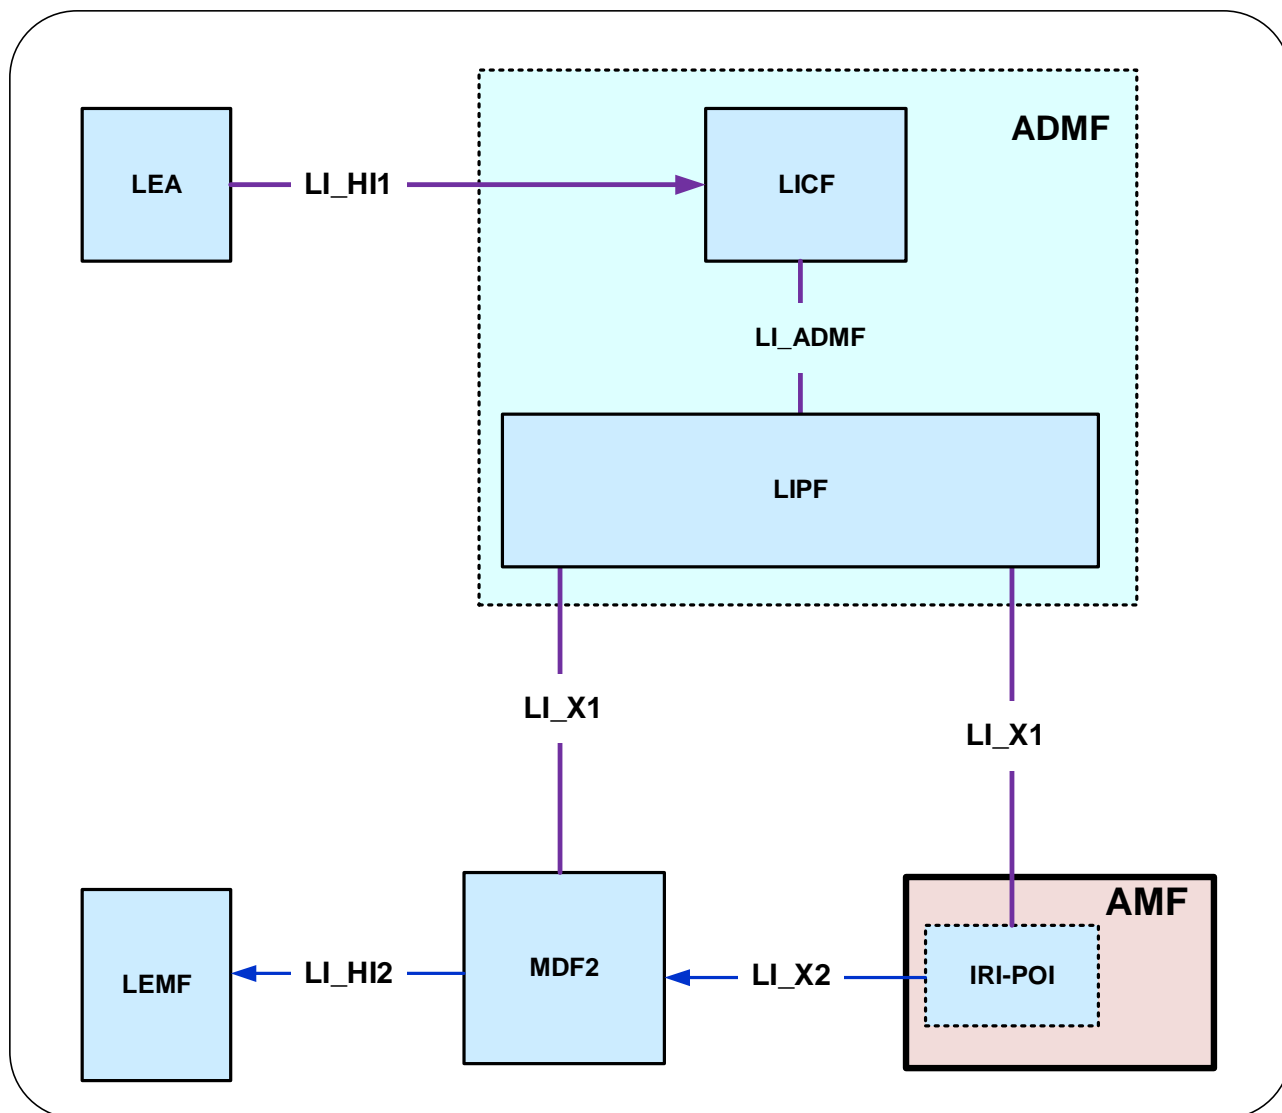 ADMF
LEA
LI_HI1
LICF
LI_ADMF
LIPF
LI_X1
LI_X1
AMF
LEMF
LI_HI2
MDF2
LI_X2
IRI-POI